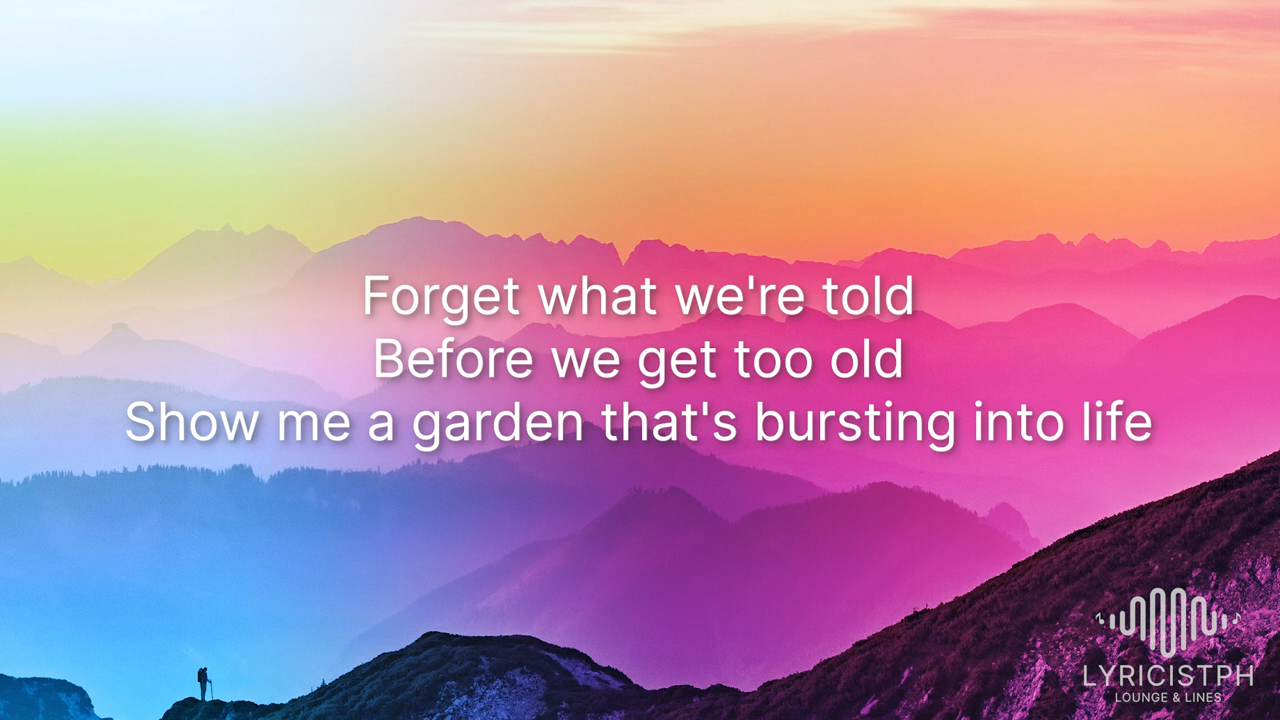 Forget what we're told
Before we get too old
Show me a garden that's bursting into life
LYRICISTPH
LOUNGE & LINES